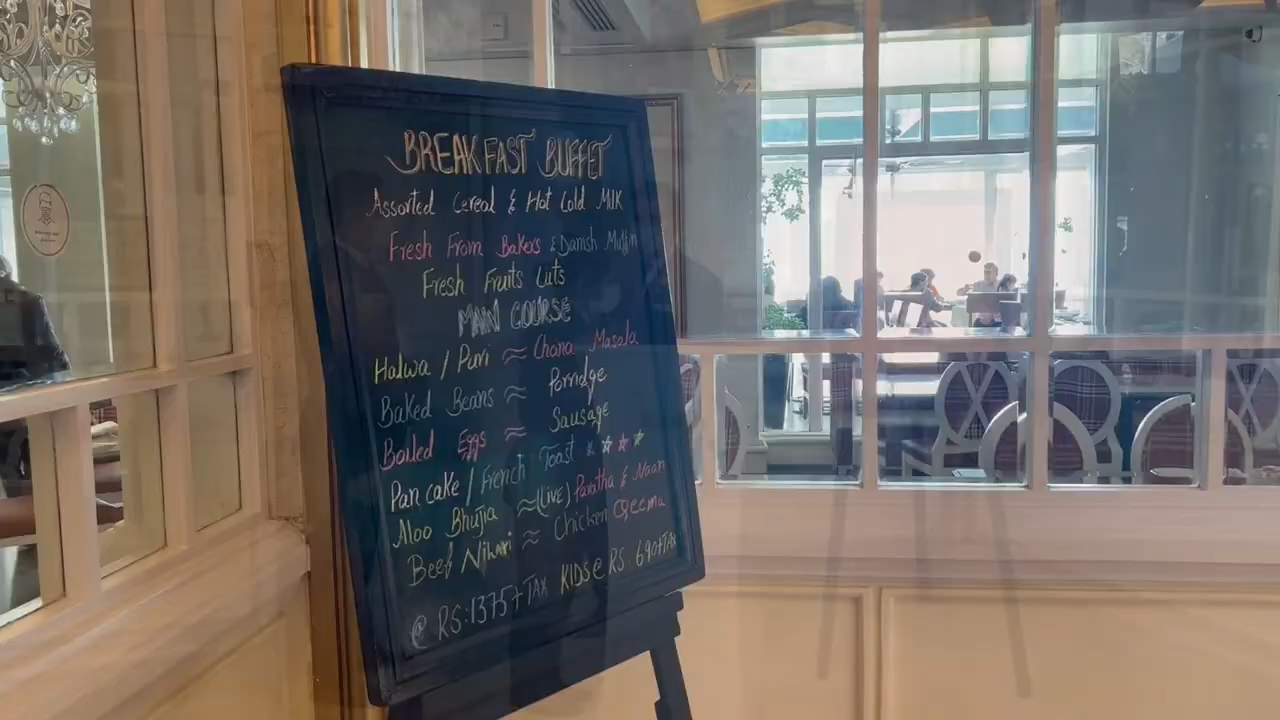 BREAKFAST BUFFET
Assorted Cereal & Hot Cold Milk
Fresh From Bakers & Danish Muffin
Fresh Fruits Cuts
MAIN COURSE
Halwa / Puri ≈ Chana Masala
Baked Beans ≈ Porridge
Boiled Eggs ≈ Sausage
Pan cake / French Toast ☆ ☆ ☆ ☆
Aloo Bhujia ≈ (Live) Paratha & Naan
Beef Nihari ≈ Chicken Qeema
@ RS:1375+TAX KIDS @ RS 690+TAX